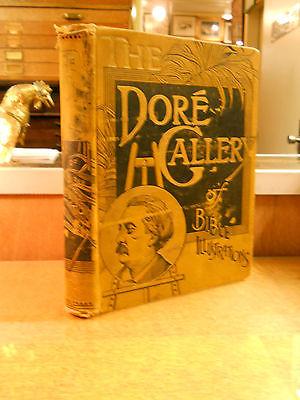 THE
DORÉ
GALLERY
of
BIBLE
ILLUSTRATIONS